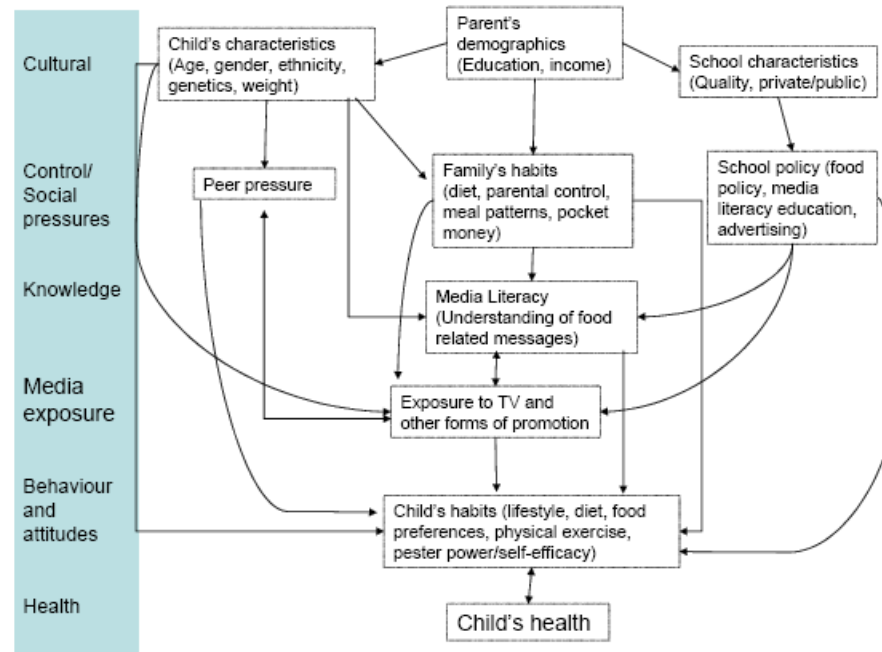 Cultural
Child's characteristics
(Age, gender, ethnicity,
genetics, weight)
Parent's
demographics
(Education, income)
School characteristics
(Quality, private/public)
Control/
Social
pressures
Peer pressure
Family's habits
(diet, parental control,
meal patterns, pocket
money)
School policy (food
policy, media
literacy education,
advertising)
Knowledge
Media Literacy
(Understanding of food
related messages)
Media
exposure
Exposure to TV and
other forms of promotion
Behaviour
and
attitudes
Child's habits (lifestyle, diet, food
preferences, physical exercise,
pester power/self-efficacy)
Health
Child's health